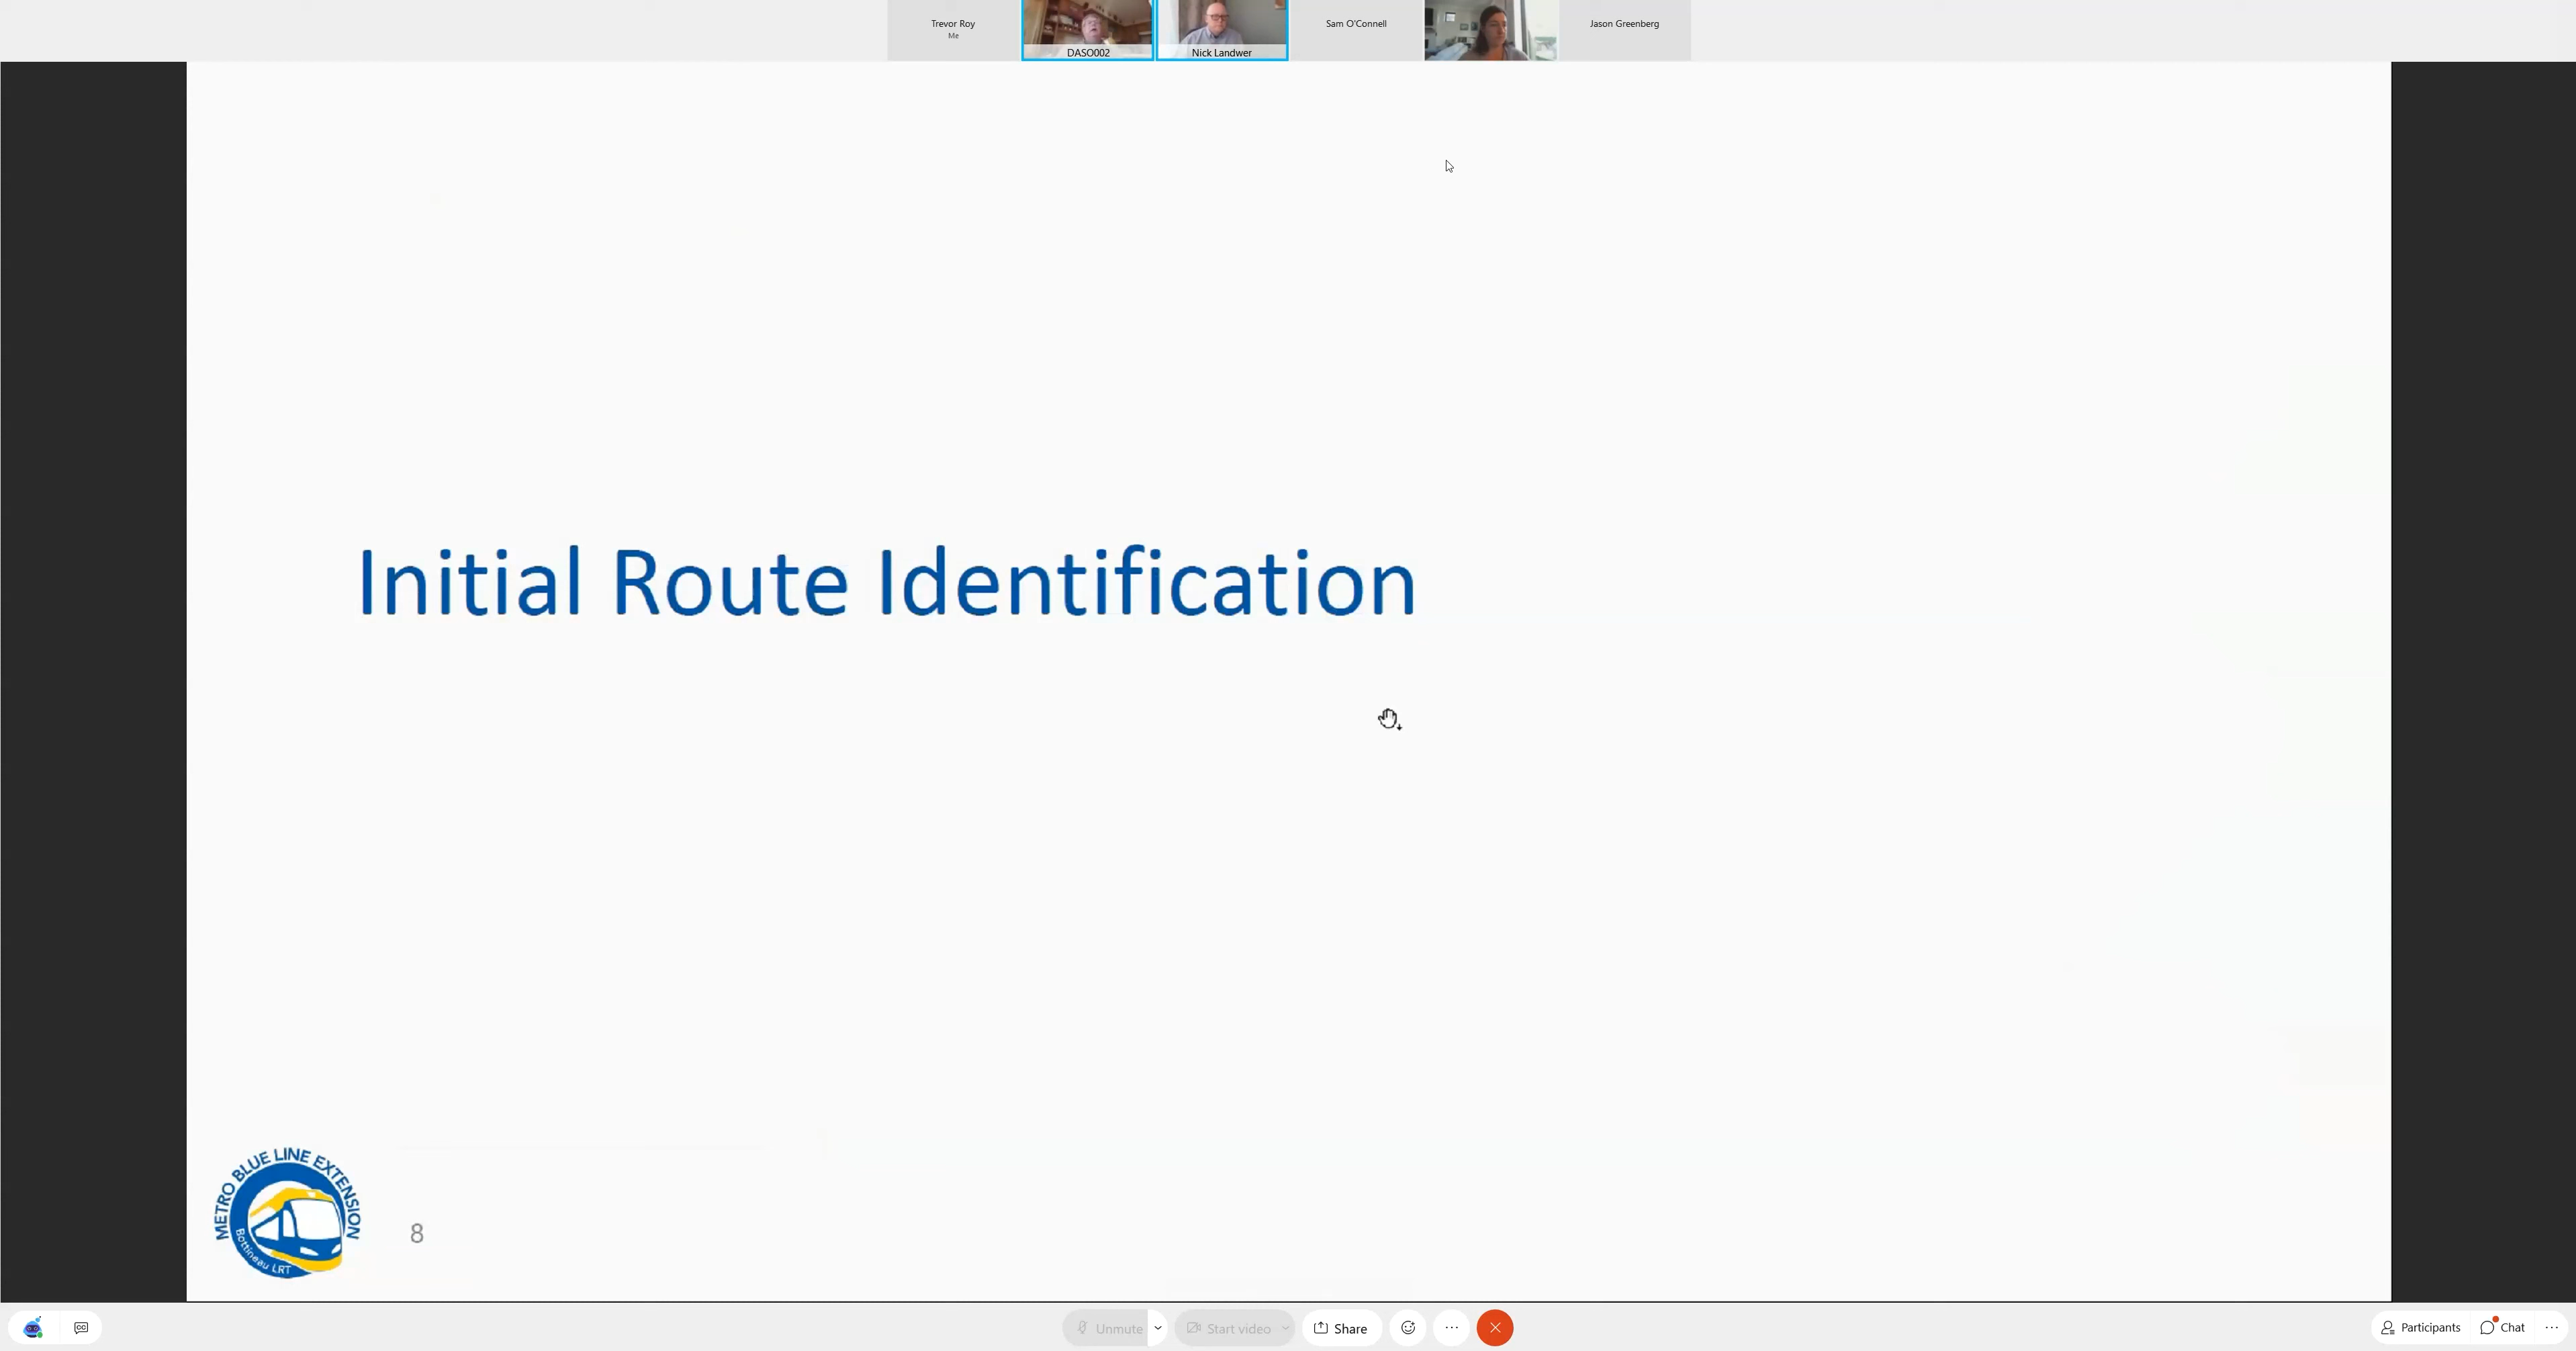 Trevor Roy
Me
DASO002
Nick Landwer
Sam O'Connell
Jason Greenberg
Initial Route Identification
METRO BLUE LINE EXTENSION
Bottineau LRT
8
Unmute
Start video
Share
Participants
Chat